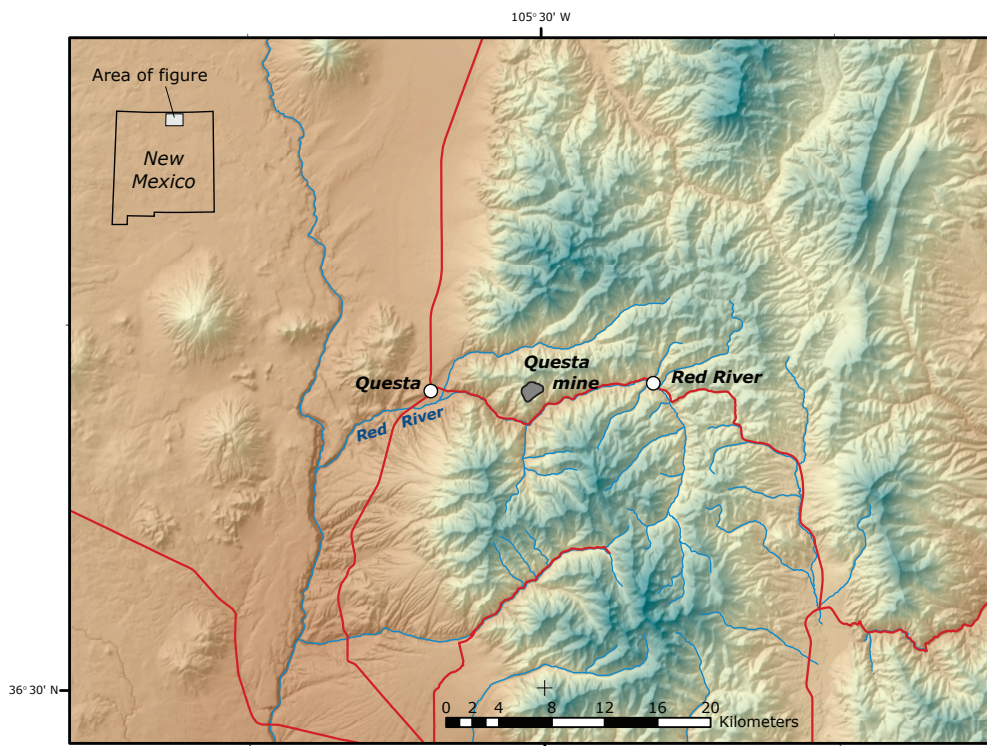 105° 30' W
Area of figure
New
Mexico
Questa
mine
Questa
Red River
Red River
36° 30' N
0 2 4 8 12 16 20
Kilometers